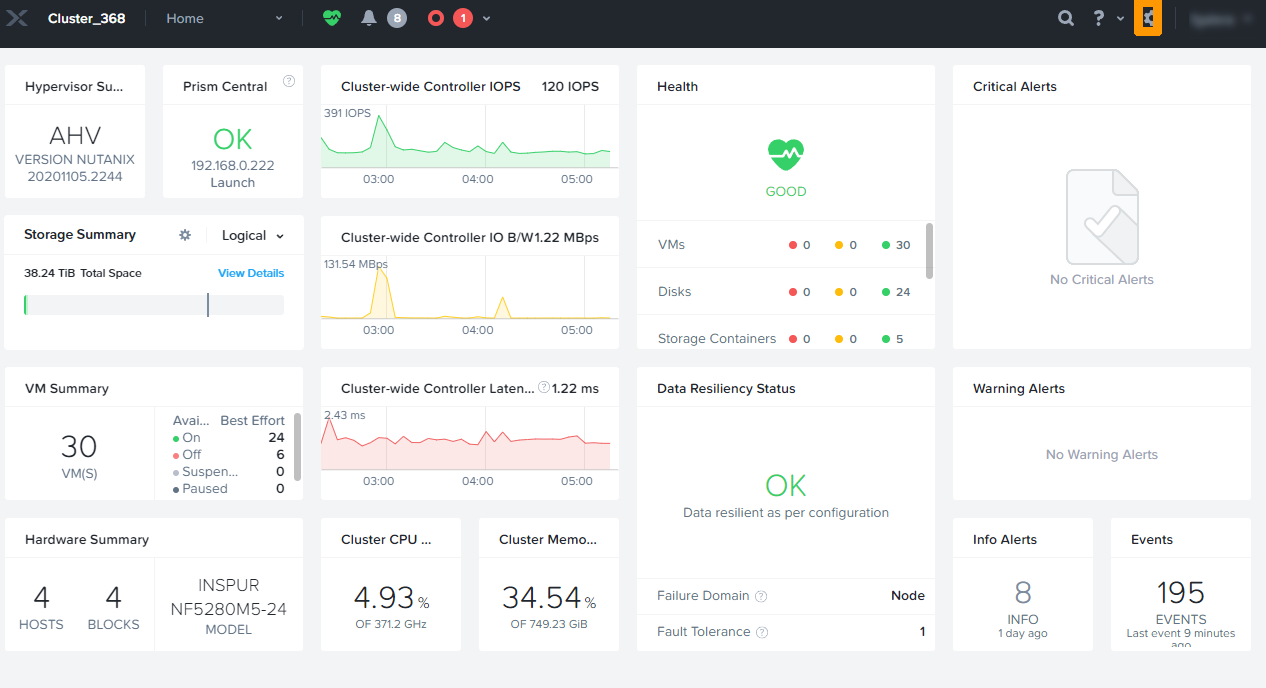 Cluster_368
Home
8
1
?
Hypervisor Su...
AHV
VERSION NUTANIX
20201105.2244
Prism Central
?
OK
192.168.0.222
Launch
Cluster-wide Controller IOPS 120 IOPS
391 IOPS
03:00 04:00 05:00
Health
GOOD
VMs 0 0 30
Disks 0 0 24
Storage Containers 0 0 5
Critical Alerts
No Critical Alerts
Storage Summary
Logical
38.24 TiB Total Space
View Details
Cluster-wide Controller IO B/W 1.22 MBps
131.54 MBps
03:00 04:00 05:00
VM Summary
30
VM(S)
Avai... Best Effort
On 24
Off 6
Suspen... 0
Paused 0
Cluster-wide Controller Laten... ? 1.22 ms
2.43 ms
03:00 04:00 05:00
Data Resiliency Status
OK
Data resilient as per configuration
Failure Domain ? Node
Fault Tolerance ? 1
Warning Alerts
No Warning Alerts
Hardware Summary
4
HOSTS
4
BLOCKS
INSPUR
NF5280M5-24
MODEL
Cluster CPU ...
4.93 %
OF 371.2 GHz
Cluster Memo...
34.54 %
OF 749.23 GiB
Info Alerts
8
INFO
1 day ago
Events
195
EVENTS
Last event 9 minutes
ago